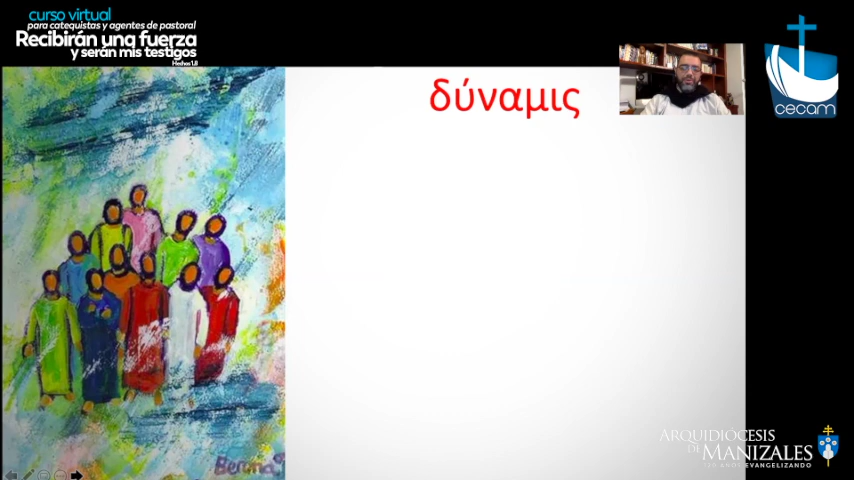 curso virtual
para catequistas y agentes de pastoral
Recibirán una fuerza
y serán mis testigos
Hechos 1,8
δύναμις
cecam
ARQUIDIÓCESIS
DE MANIZALES
EVANGELIZANDO